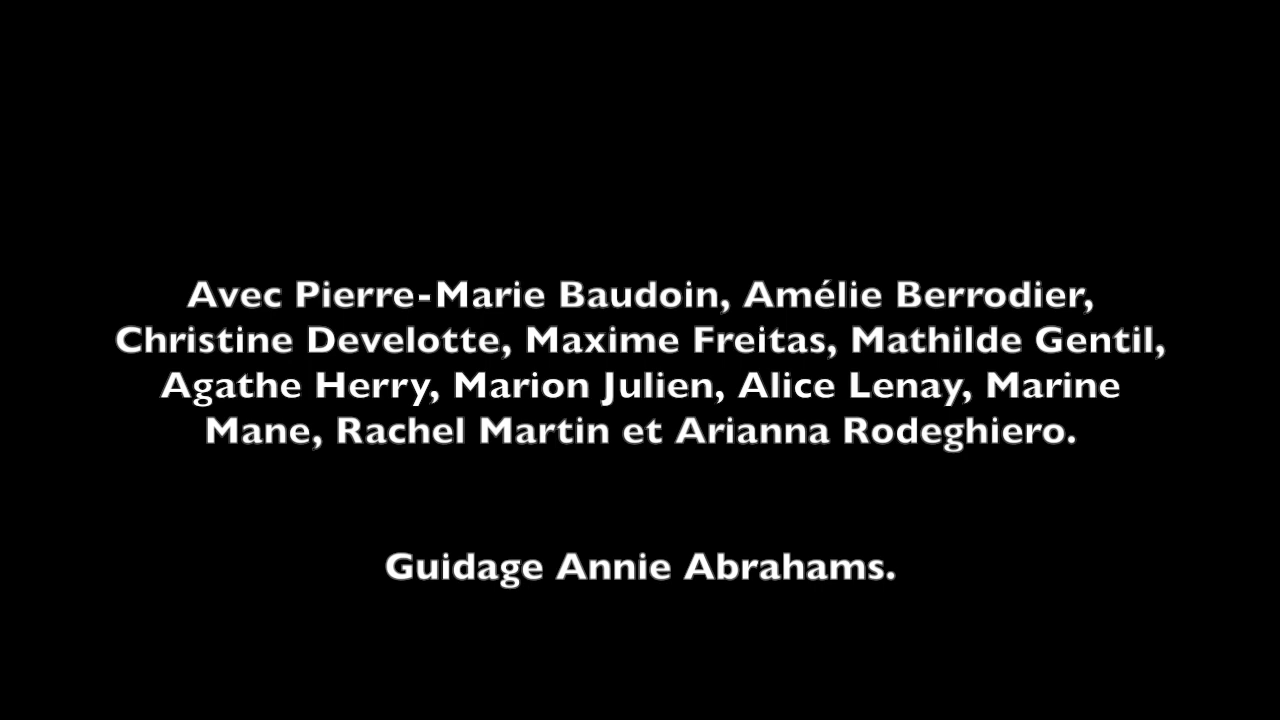 Avec Pierre-Marie Baudoin, Amélie Berrodier,
Christine Develotte, Maxime Freitas, Mathilde Gentil,
Agathe Herry, Marion Julien, Alice Lenay, Marine
Mane, Rachel Martin et Arianna Rodeghiero.
Guidage Annie Abrahams.